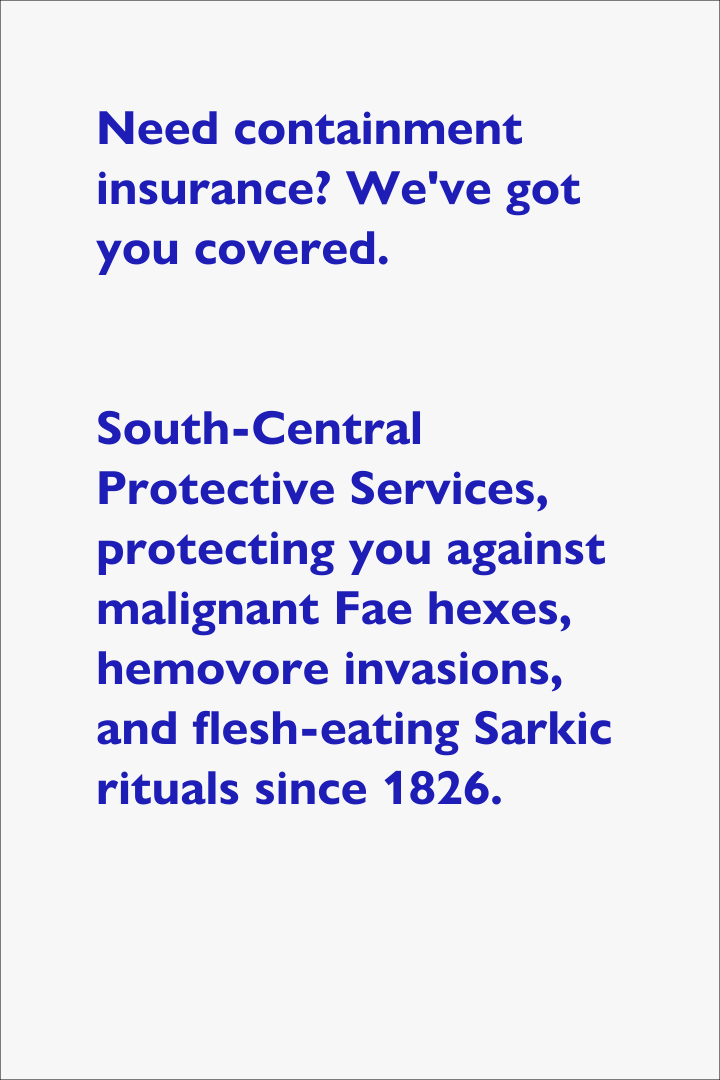 Need containment
insurance? We've got
you covered.
South-Central
Protective Services,
protecting you against
malignant Fae hexes,
hemovore invasions,
and flesh-eating Sarkic
rituals since 1826.